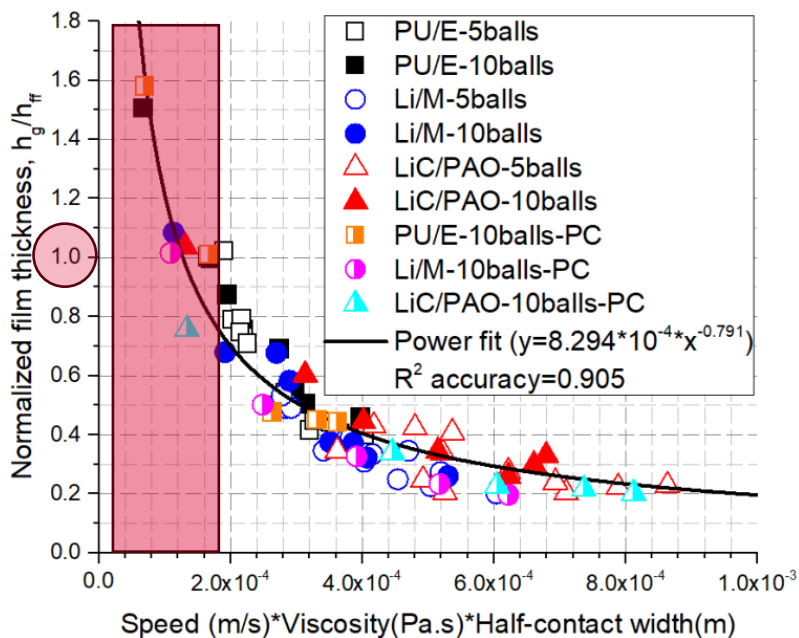 1.8
1.6
1.4
1.2
1.0
0.8
0.6
0.4
0.2
0.0
Normalized film thickness, h_g/h_ff
PU/E-5balls
PU/E-10balls
Li/M-5balls
Li/M-10balls
LiC/PAO-5balls
LiC/PAO-10balls
PU/E-10balls-PC
Li/M-10balls-PC
LiC/PAO-10balls-PC
Power fit (y=8.294*10⁻⁴*x⁻⁰·⁷⁹¹)
R² accuracy=0.905
0.0 2.0x10⁻⁴ 4.0x10⁻⁴ 6.0x10⁻⁴ 8.0x10⁻⁴ 1.0x10⁻³
Speed (m/s)*Viscosity(Pa.s)*Half-contact width(m)